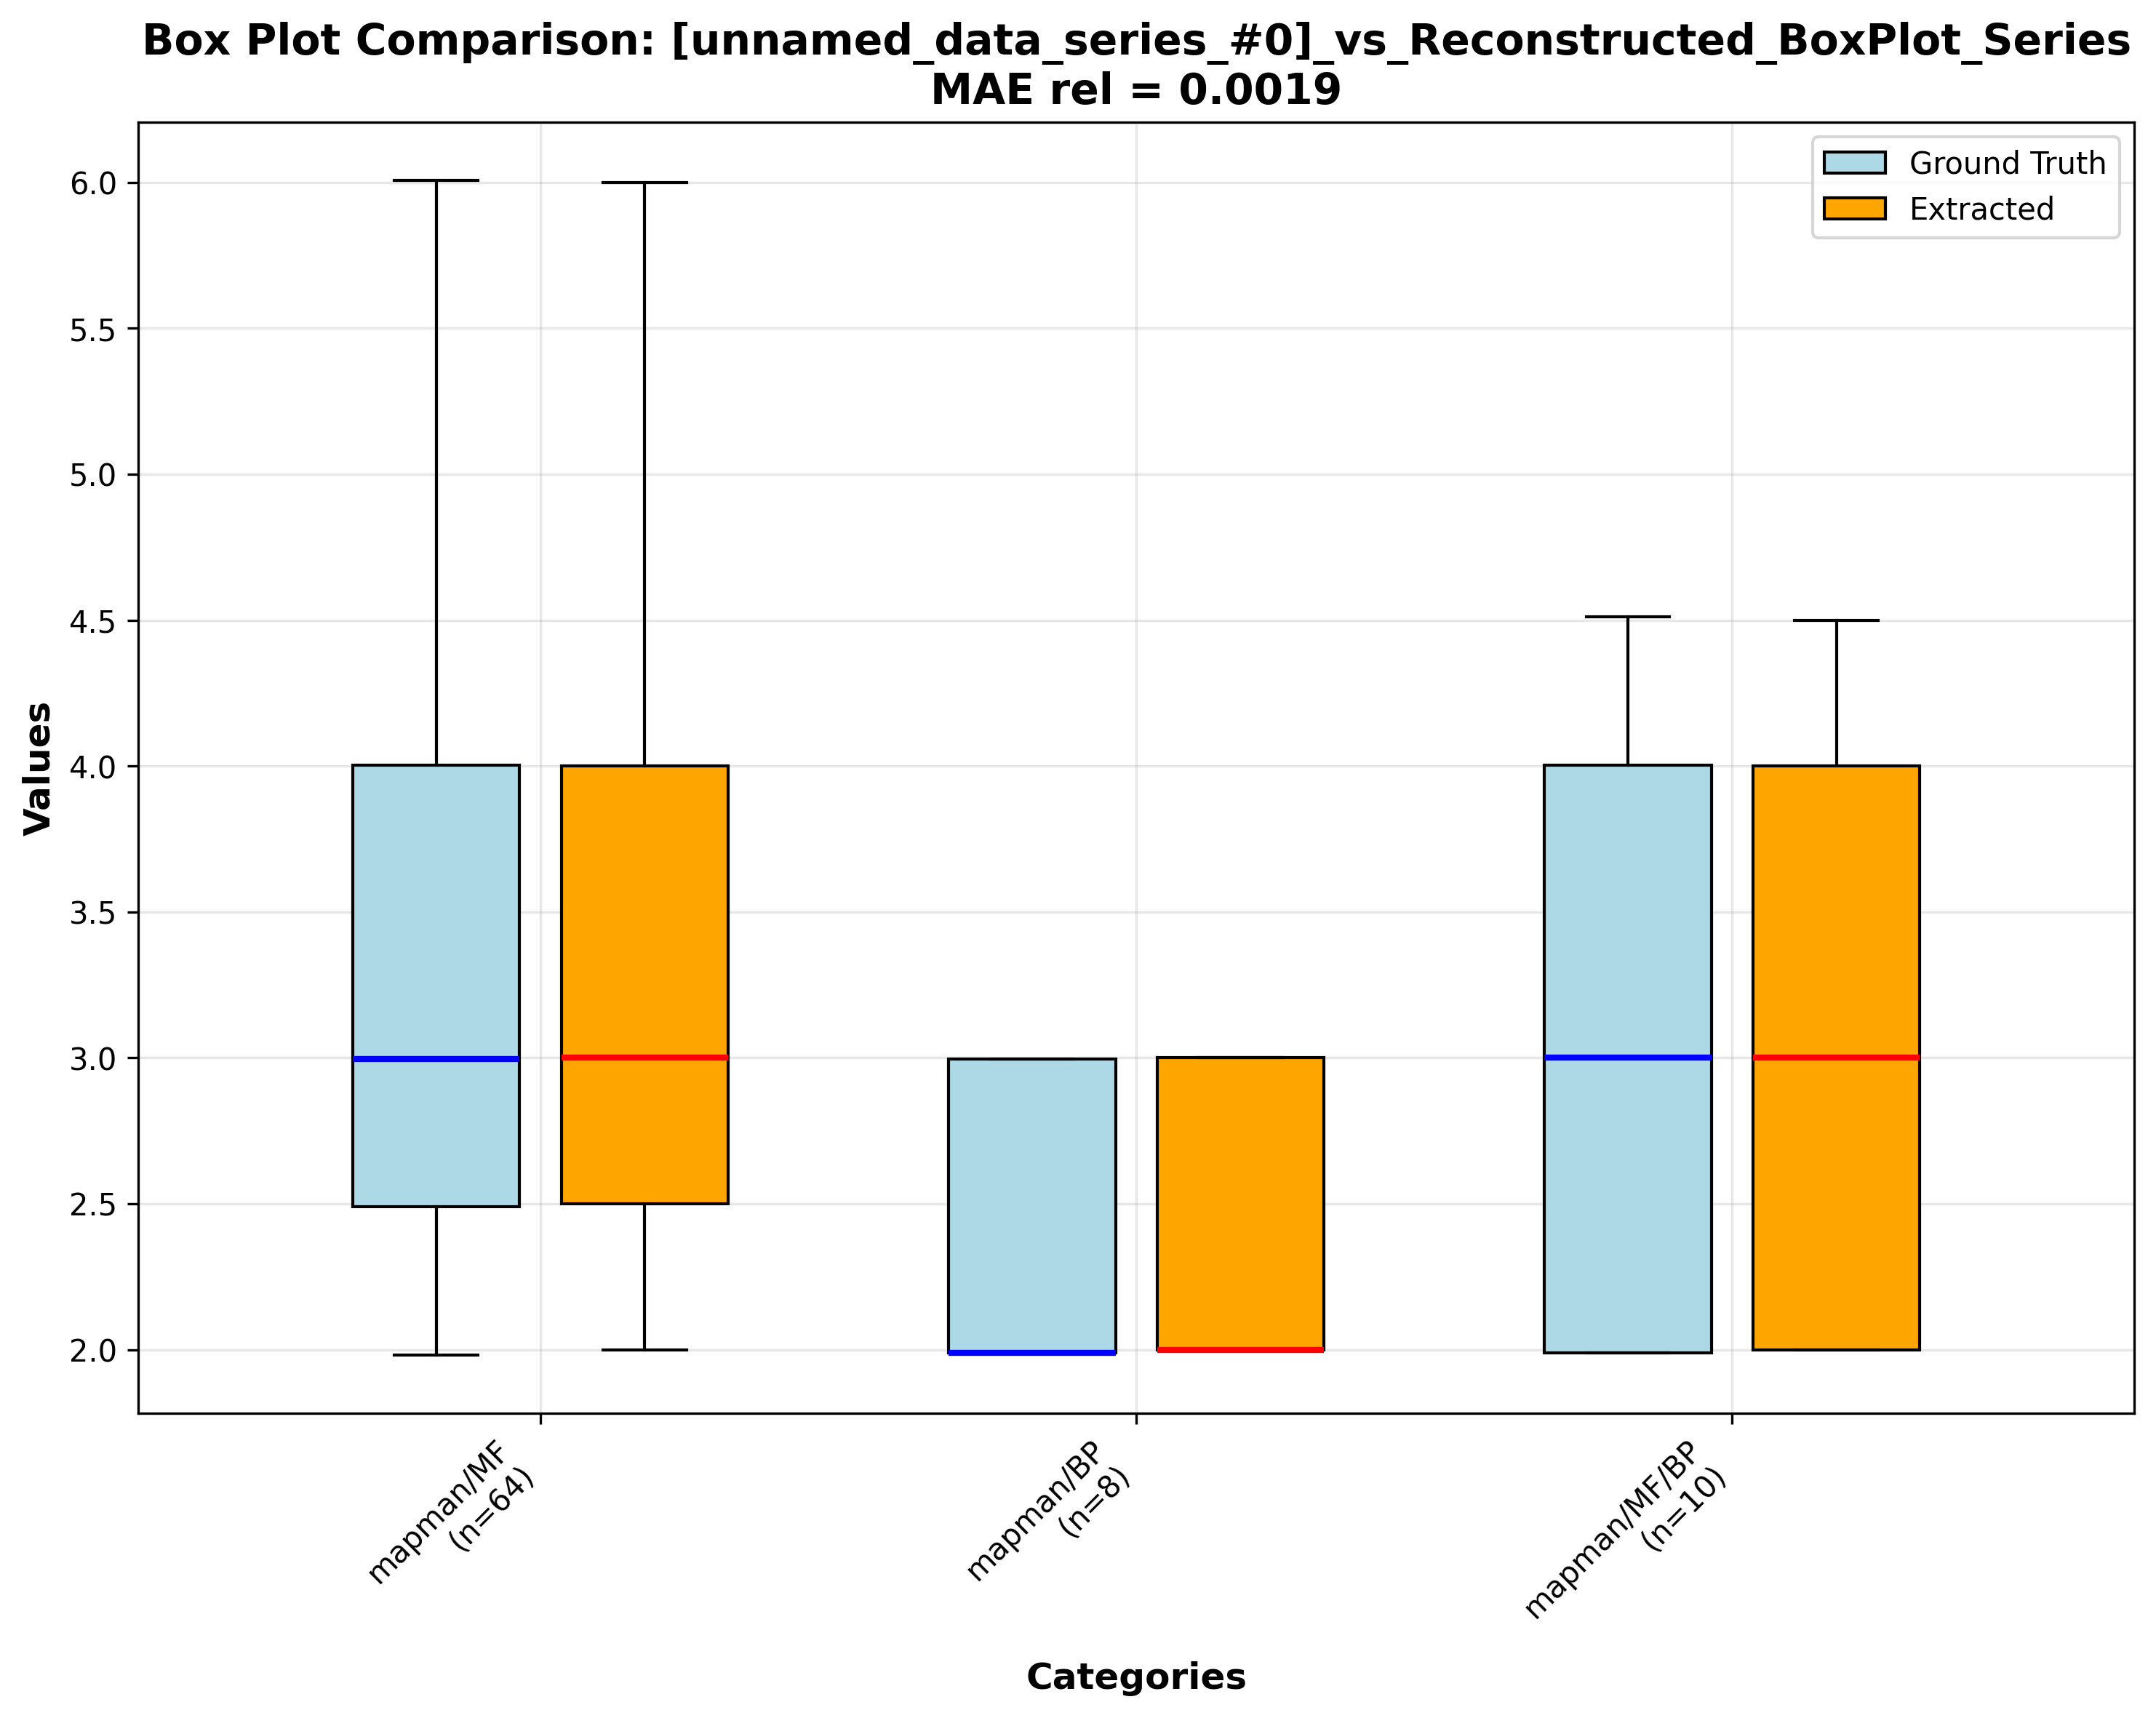 Box Plot Comparison: [unnamed_data_series_#0]_vs_Reconstructed_BoxPlot_Series
MAE rel = 0.0019
Ground Truth
Extracted
Values
6.0
5.5
5.0
4.5
4.0
3.5
3.0
2.5
2.0
mapman/MF
(n=64)
mapman/BP
(n=8)
mapman/MF/BP
(n=10)
Categories